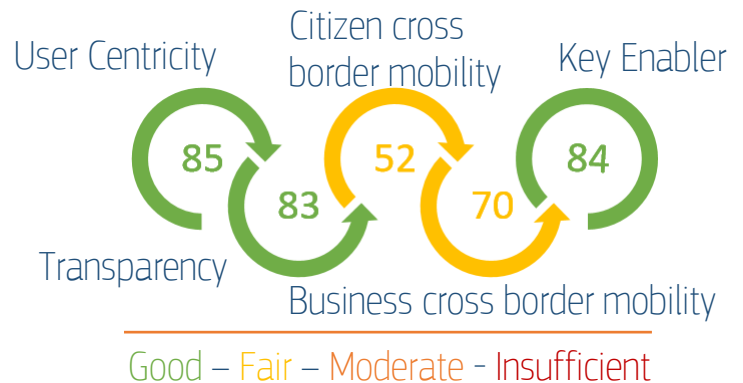 User Centricity
Citizen cross
border mobility
Key Enabler
85
83
52
70
84
Transparency
Business cross border mobility
Good – Fair – Moderate - Insufficient